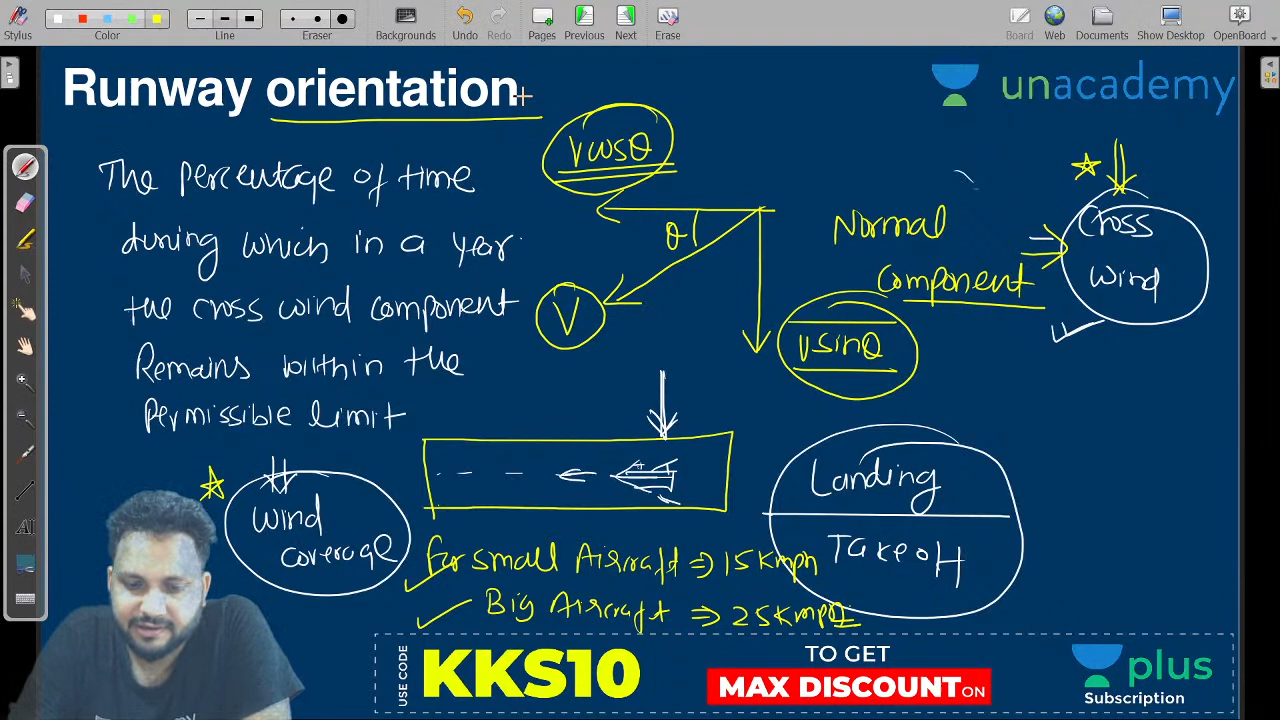 Stylus
Color
Line
Eraser
Backgrounds
Undo
Redo
Pages
Previous
Next
Erase
Board
Web
Documents
Show Desktop
OpenBoard
Runway orientation
unacademy
The percentage of time
during which in a year
the cross wind component
Remains within the
permissible limit
Wind
coverage
Vcosθ
θ
V
Vsinθ
Normal
Component
Cross
Wind
Landing
Takeoff
For small Aircraft ⇒ 15 Kmph
Big Aircraft ⇒ 25 Kmph
USE CODE
KKS10
TO GET
MAX DISCOUNT ON
plus
Subscription